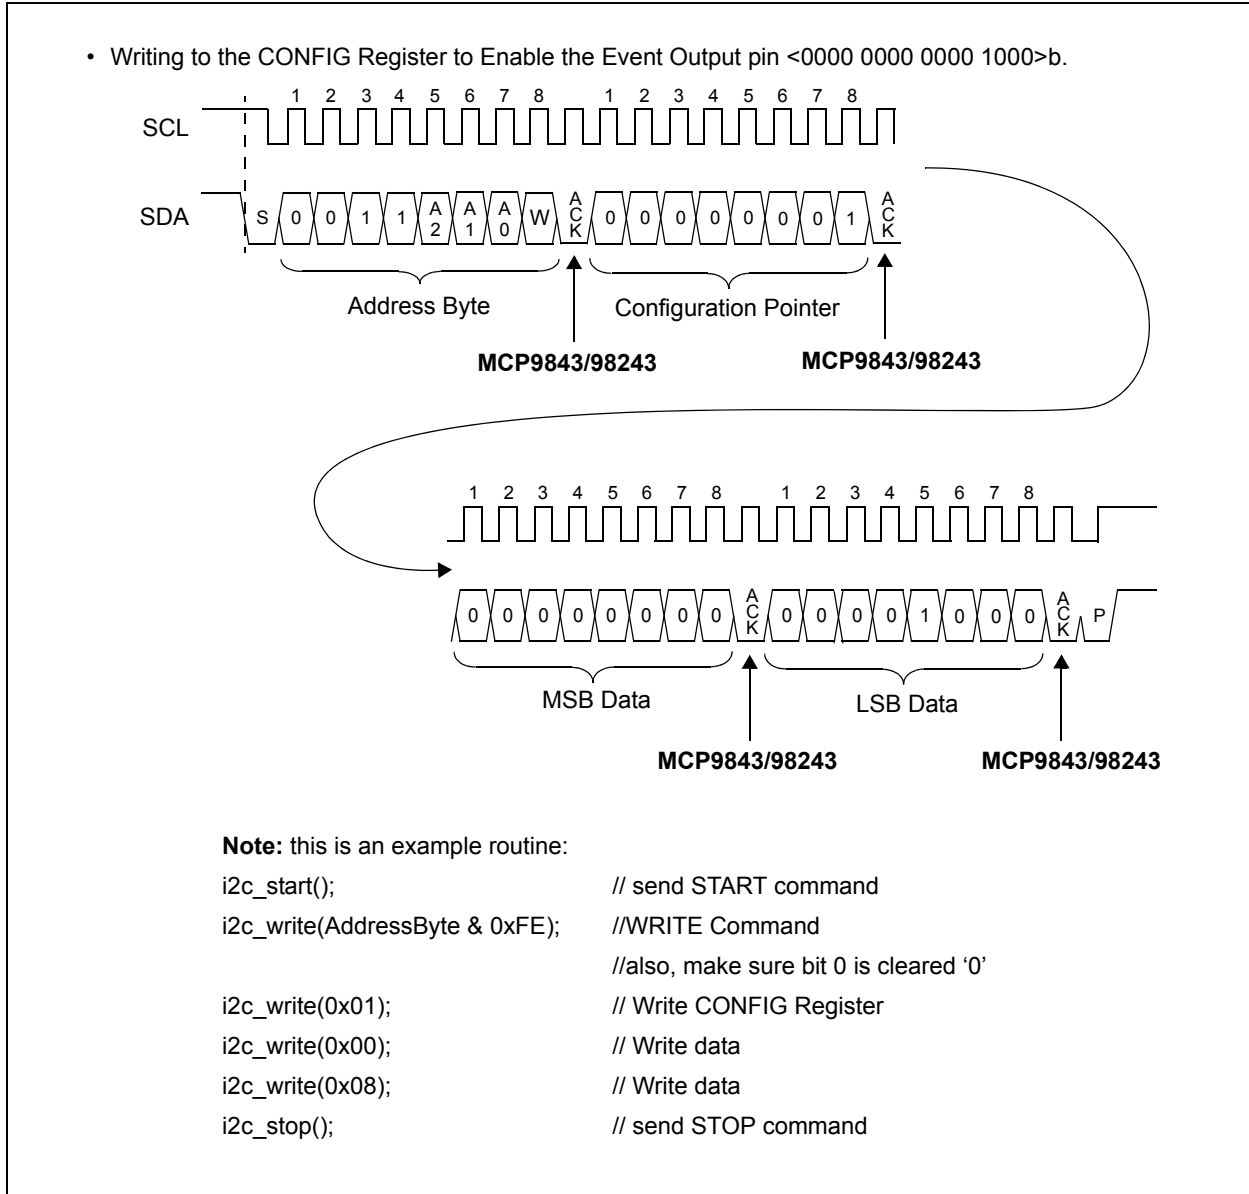 • Writing to the CONFIG Register to Enable the Event Output pin <0000 0000 0000 1000>b.
1 2 3 4 5 6 7 8 1 2 3 4 5 6 7 8
SCL
SDA
S 0 0 1 1 A2 A1 A0 W ACK 0 0 0 0 0 0 0 1 ACK
Address Byte Configuration Pointer
MCP9843/98243 MCP9843/98243
1 2 3 4 5 6 7 8 1 2 3 4 5 6 7 8
0 0 0 0 0 0 0 0 ACK 0 0 0 0 1 0 0 0 ACK P
MSB Data LSB Data
MCP9843/98243 MCP9843/98243
Note: this is an example routine:
i2c_start(); // send START command
i2c_write(AddressByte & 0xFE); //WRITE Command
//also, make sure bit 0 is cleared ‘0’
i2c_write(0x01); // Write CONFIG Register
i2c_write(0x00); // Write data
i2c_write(0x08); // Write data
i2c_stop(); // send STOP command